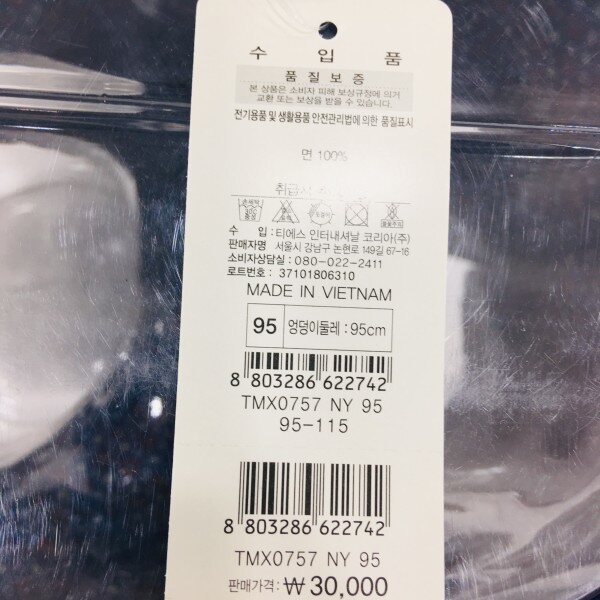 수 입 품
품 질 보 증
본 상품은 소비자 피해 보상규정에 의거
교환 또는 보상을 받을 수 있습니다.
전기용품 및 생활용품 안전관리법에 의한 품질표시
면 100%
수 입 : 티에스 인터내셔날 코리아(주)
판매자명 서울시 강남구 논현로 149길 67-16
소비자상담실 : 080-022-2411
로트번호 : 37101806310
MADE IN VIETNAM
95 엉덩이둘레 : 95cm
8 803286 622742
TMX0757 NY 95
95-115
8 803286 622742
TMX0757 NY 95
판매가격: ₩ 30,000